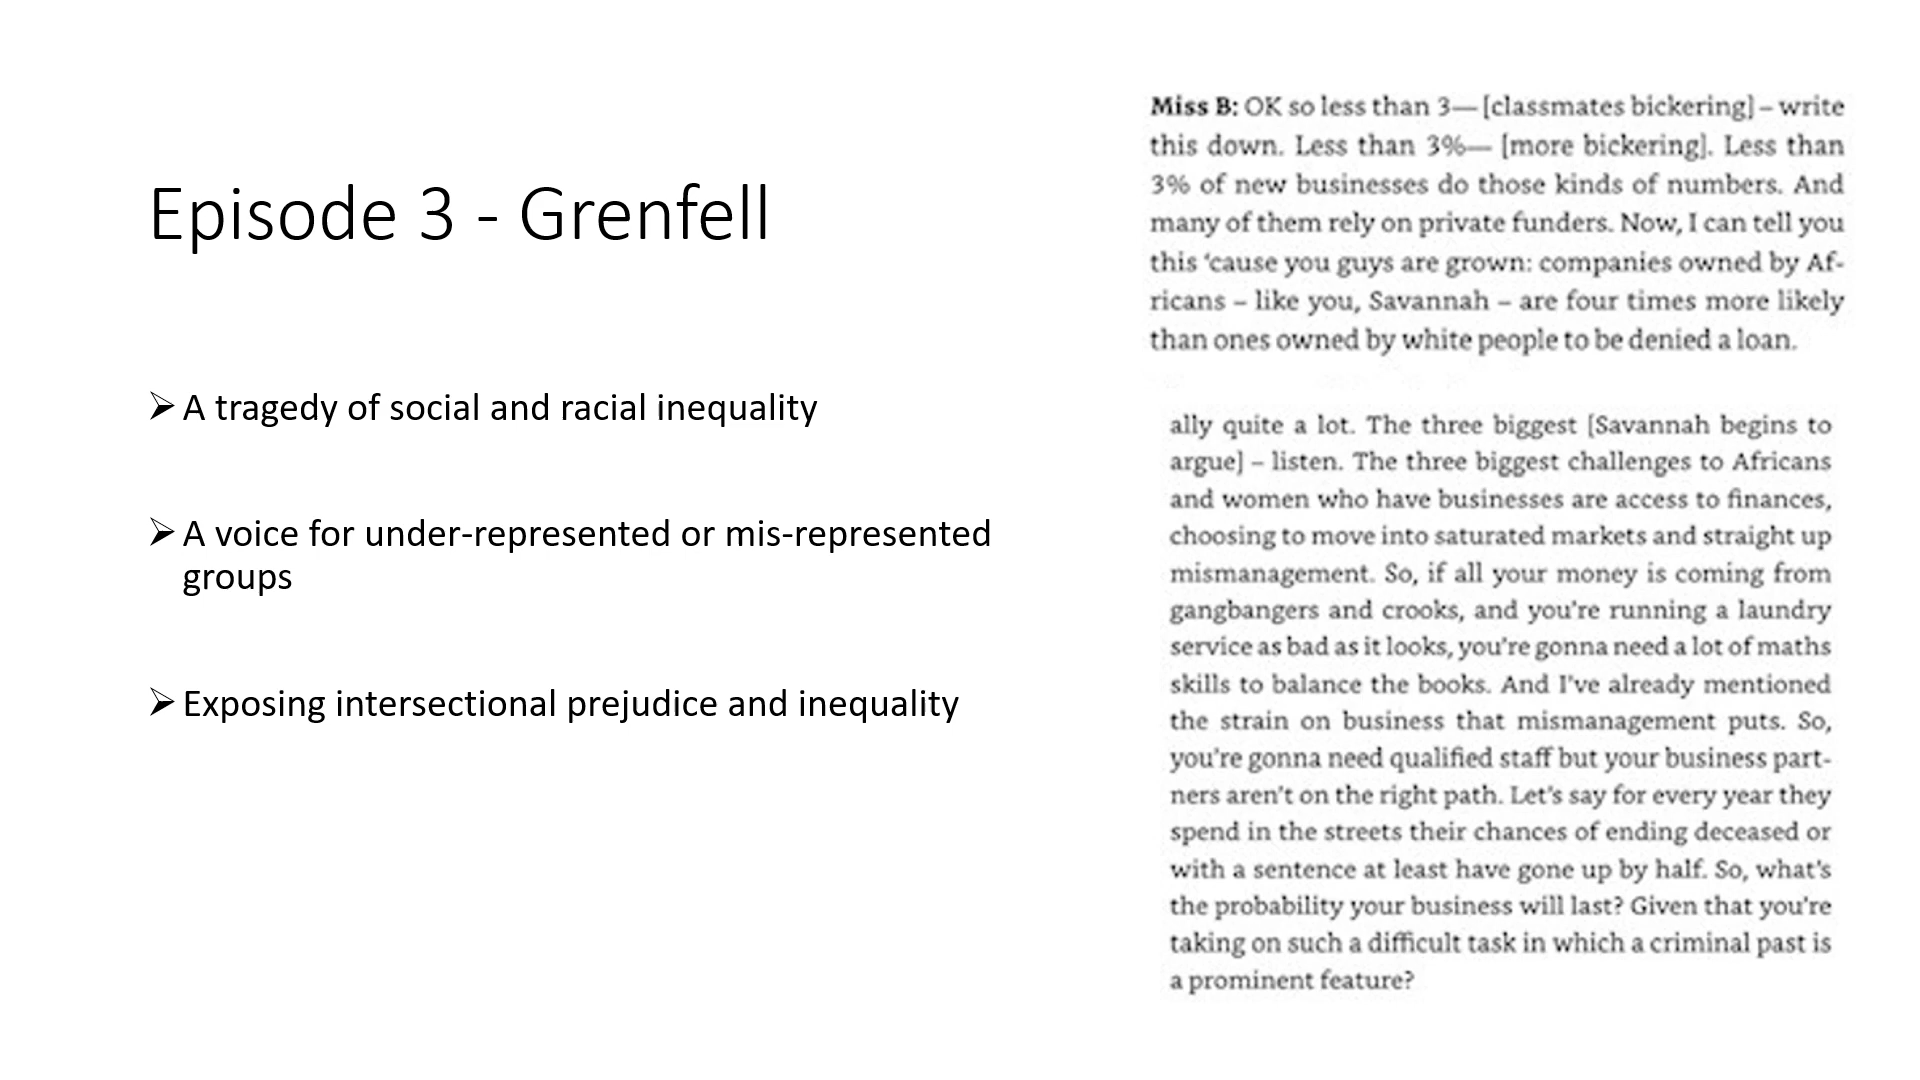 Episode 3 - Grenfell
➢ A tragedy of social and racial inequality
➢ A voice for under-represented or mis-represented
groups
➢ Exposing intersectional prejudice and inequality
Miss B: OK so less than 3— [classmates bickering] – write
this down. Less than 3%— [more bickering]. Less than
3% of new businesses do those kinds of numbers. And
many of them rely on private funders. Now, I can tell you
this ‘cause you guys are grown: companies owned by Af-
ricans – like you, Savannah – are four times more likely
than ones owned by white people to be denied a loan.
ally quite a lot. The three biggest [Savannah begins to
argue] – listen. The three biggest challenges to Africans
and women who have businesses are access to finances,
choosing to move into saturated markets and straight up
mismanagement. So, if all your money is coming from
gangbangers and crooks, and you’re running a laundry
service as bad as it looks, you’re gonna need a lot of maths
skills to balance the books. And I’ve already mentioned
the strain on business that mismanagement puts. So,
you’re gonna need qualified staff but your business part-
ners aren’t on the right path. Let’s say for every year they
spend in the streets their chances of ending deceased or
with a sentence at least have gone up by half. So, what’s
the probability your business will last? Given that you’re
taking on such a difficult task in which a criminal past is
a prominent feature?